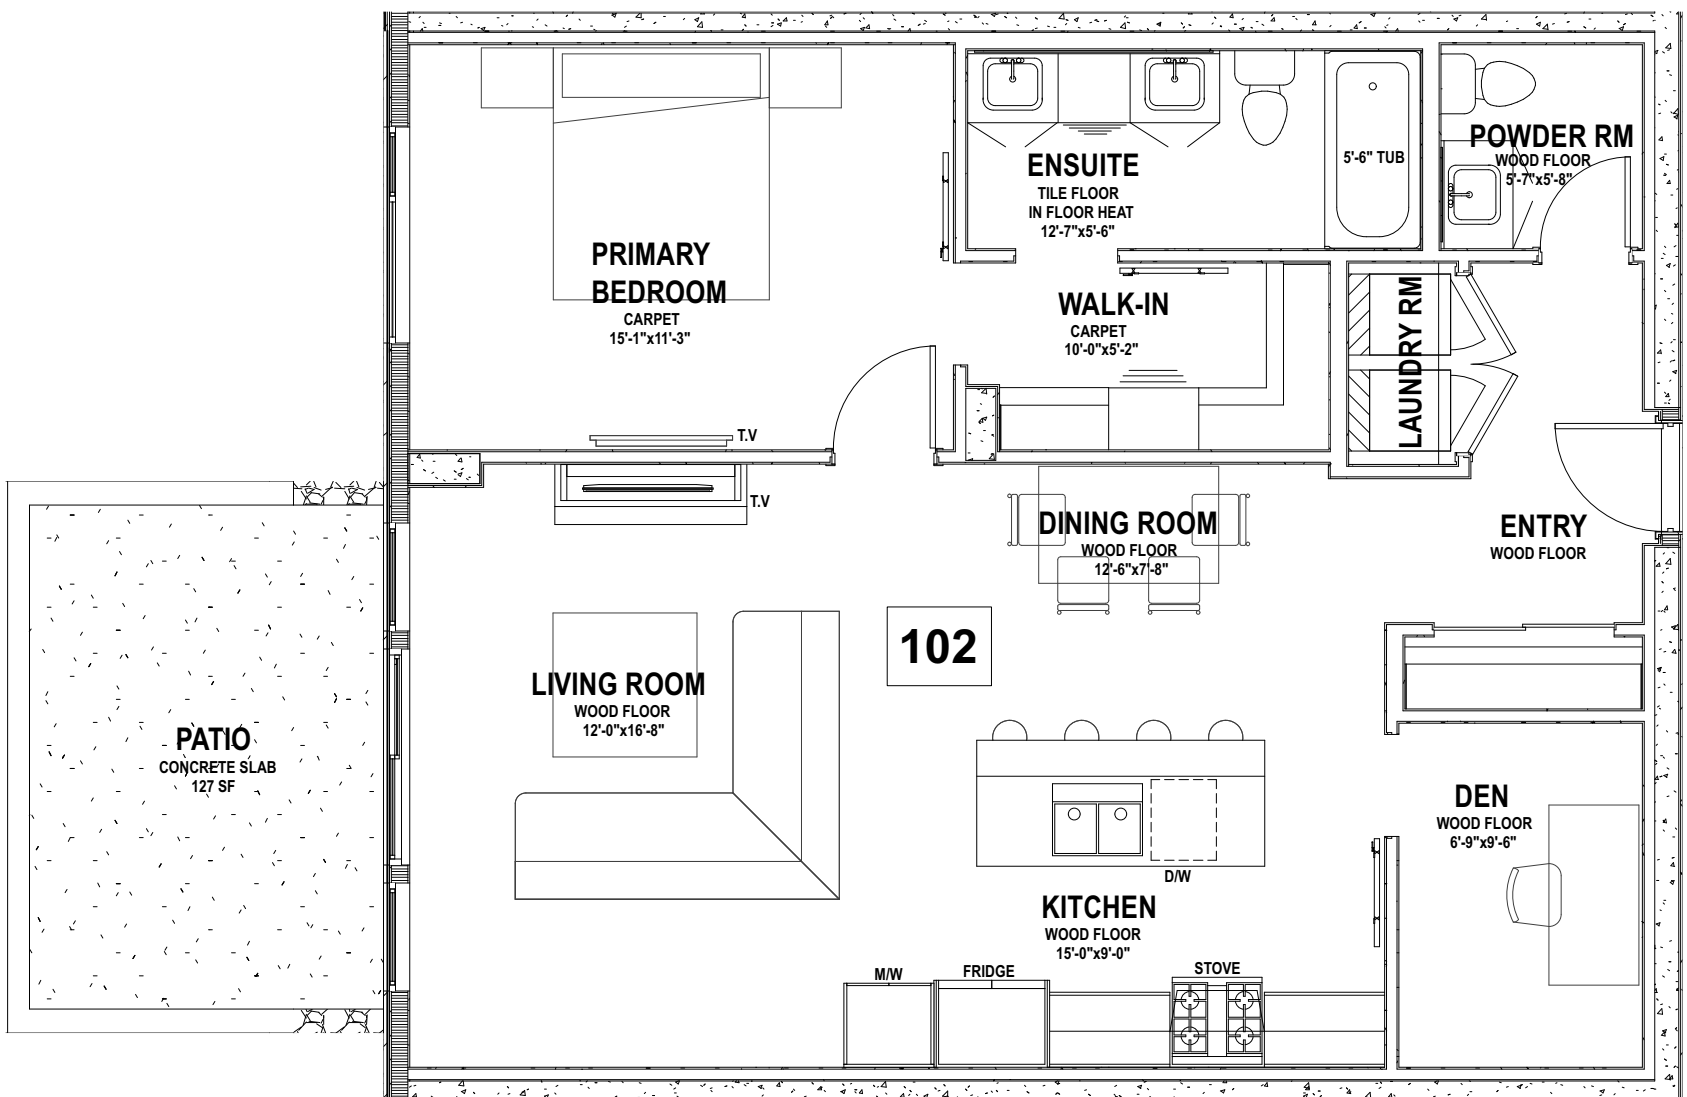 ENSUITE
TILE FLOOR
IN FLOOR HEAT
12'-7"x5'-6"
5'-6" TUB
POWDER RM
WOOD FLOOR
5'-7"x5'-8"
PRIMARY
BEDROOM
CARPET
15'-1"x11'-3"
WALK-IN
CARPET
10'-0"x5'-2"
LAUNDRY RM
T.V
T.V
DINING ROOM
WOOD FLOOR
12'-6"x7'-8"
ENTRY
WOOD FLOOR
102
LIVING ROOM
WOOD FLOOR
12'-0"x16'-8"
PATIO
CONCRETE SLAB
127 SF
DEN
WOOD FLOOR
6'-9"x9'-6"
D/W
KITCHEN
WOOD FLOOR
15'-0"x9'-0"
M/W
FRIDGE
STOVE